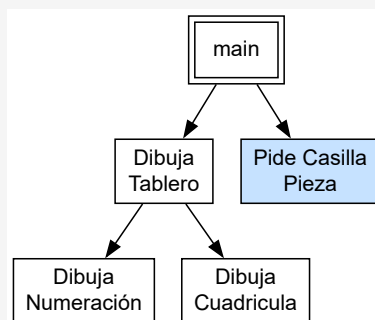 main
Dibuja
Tablero
Pide Casilla
Pieza
Dibuja
Numeración
Dibuja
Cuadricula